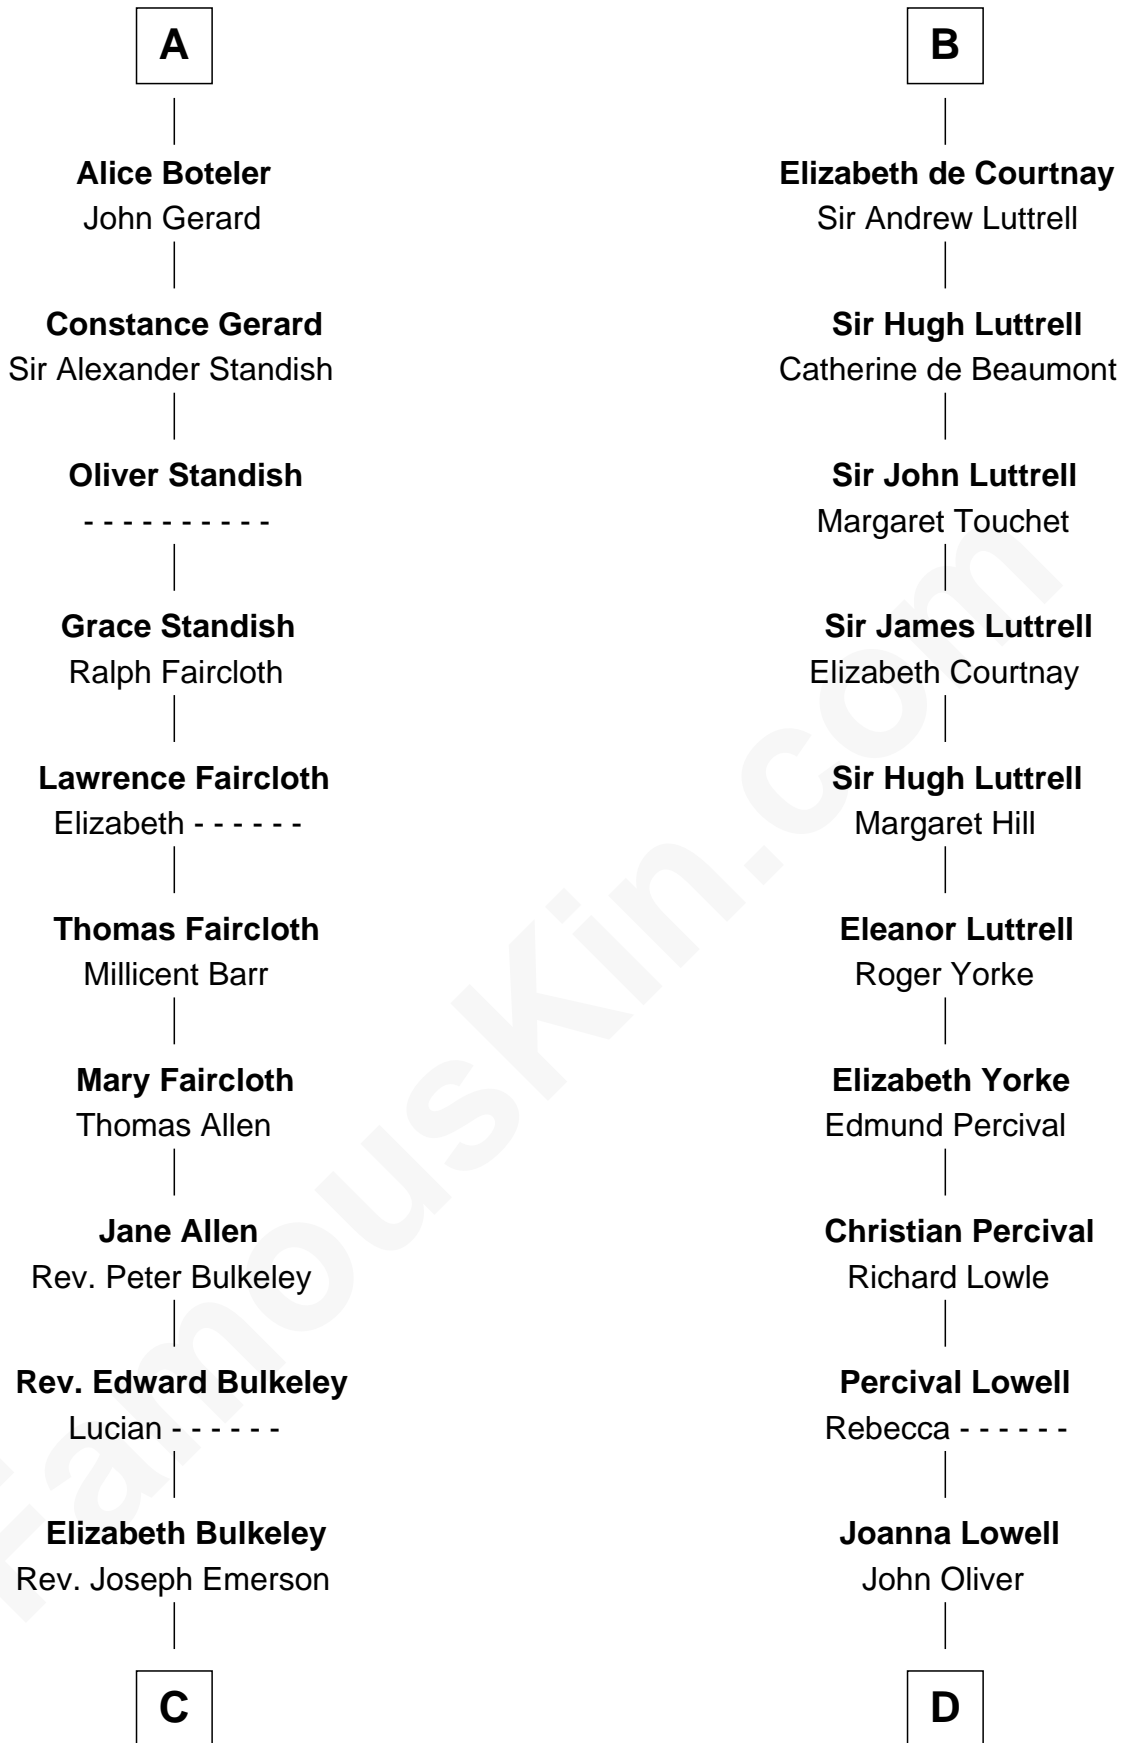 A
Alice Boteler
John Gerard
Constance Gerard
Sir Alexander Standish
Oliver Standish
- - - - - - - - - -
Grace Standish
Ralph Faircloth
Lawrence Faircloth
Elizabeth - - - - - -
Thomas Faircloth
Millicent Barr
Mary Faircloth
Thomas Allen
Jane Allen
Rev. Peter Bulkeley
Rev. Edward Bulkeley
Lucian - - - - - -
Elizabeth Bulkeley
Rev. Joseph Emerson
C
B
Elizabeth de Courtnay
Sir Andrew Luttrell
Sir Hugh Luttrell
Catherine de Beaumont
Sir John Luttrell
Margaret Touchet
Sir James Luttrell
Elizabeth Courtnay
Sir Hugh Luttrell
Margaret Hill
Eleanor Luttrell
Roger Yorke
Elizabeth Yorke
Edmund Percival
Christian Percival
Richard Lowle
Percival Lowell
Rebecca - - - - - -
Joanna Lowell
John Oliver
D
FamousKin.com